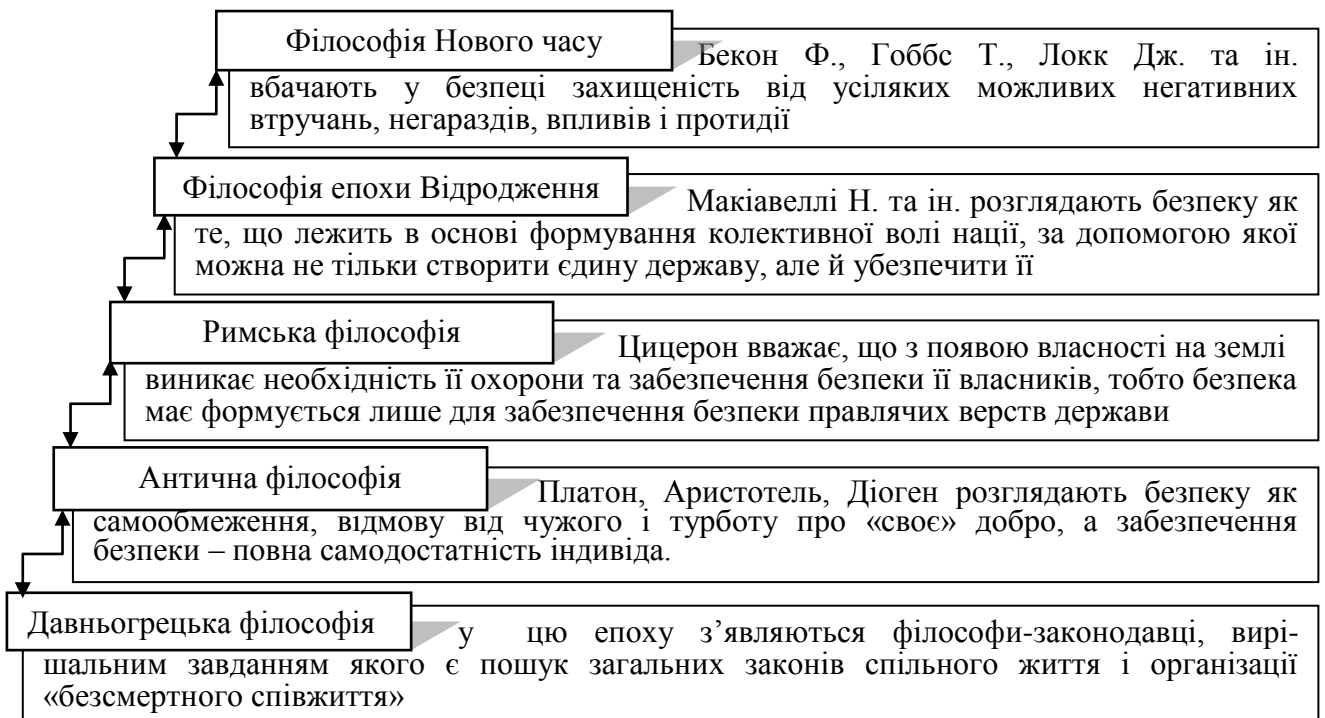 Філософія Нового часу
Бекон Ф., Гоббс Т., Локк Дж. та ін.
вбачають у безпеці захищеність від усіляких можливих негативних
втручань, негараздів, впливів і протидії
Філософія епохи Відродження
Макіавеллі Н. та ін. розглядають безпеку як
те, що лежить в основі формування колективної волі нації, за допомогою якої
можна не тільки створити єдину державу, але й убезпечити її
Римська філософія
Цицерон вважає, що з появою власності на землі
виникає необхідність її охорони та забезпечення безпеки її власників, тобто безпека
має формується лише для забезпечення безпеки правлячих верств держави
Антична філософія
Платон, Аристотель, Діоген розглядають безпеку як
самообмеження, відмову від чужого і турботу про «своє» добро, а забезпечення
безпеки – повна самодостатність індивіда.
Давньогрецька філософія
у цю епоху з’являються філософи-законодавці, вирі-
шальним завданням якого є пошук загальних законів спільного життя і організації
«безсмертного співжиття»